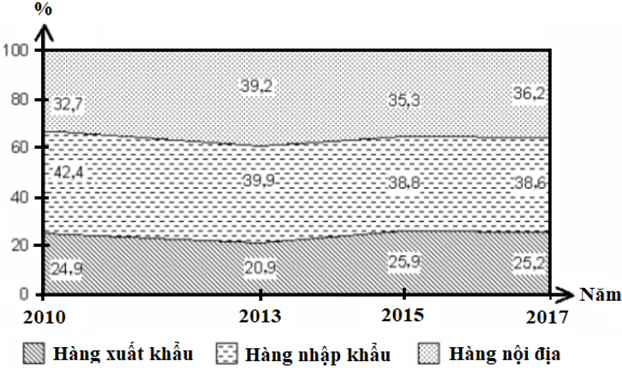 %
100
80
60
40
20
0
32,7 39,2 35,3 36,2
42,4 39,9 38,8 38,6
24,9 20,9 25,9 25,2
2010 2013 2015 2017 Năm
Hàng xuất khẩu Hàng nhập khẩu Hàng nội địa